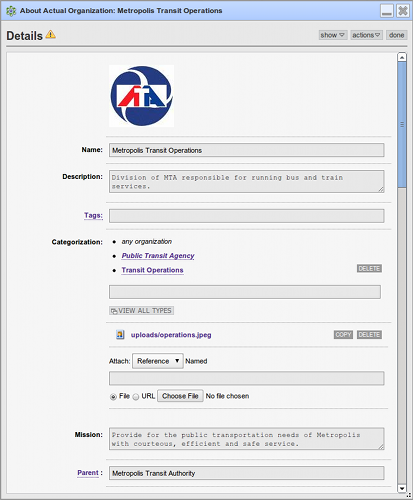 About Actual Organization: Metropolis Transit Operations
Details
show
actions
done
Name: Metropolis Transit Operations
Description: Division of MTA responsible for running bus and train
services.
Tags:
Categorization: • any organization
• Public Transit Agency
• Transit Operations DELETE
VIEW ALL TYPES
uploads/operations.jpeg COPY DELETE
Attach: Reference Named
File URL Choose File No file chosen
Mission: Provide for the public transportation needs of Metropolis
with courteous, efficient and safe service.
Parent : Metropolis Transit Authority